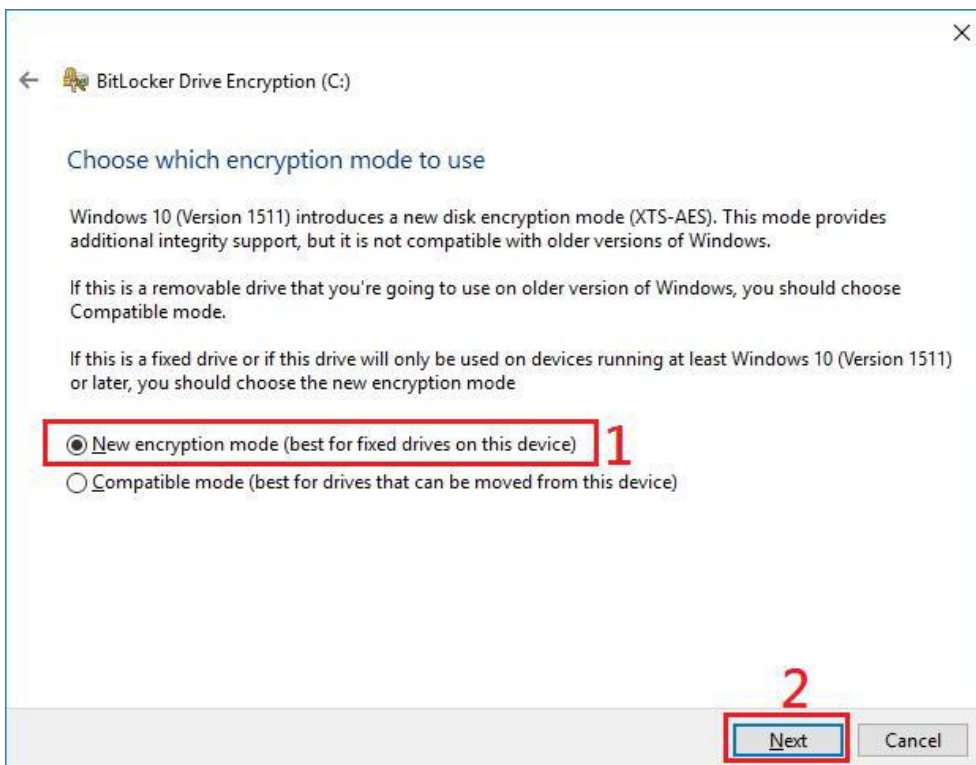 BitLocker Drive Encryption (C:)
Choose which encryption mode to use
Windows 10 (Version 1511) introduces a new disk encryption mode (XTS-AES). This mode provides
additional integrity support, but it is not compatible with older versions of Windows.
If this is a removable drive that you're going to use on older version of Windows, you should choose
Compatible mode.
If this is a fixed drive or if this drive will only be used on devices running at least Windows 10 (Version 1511)
or later, you should choose the new encryption mode
New encryption mode (best for fixed drives on this device) 1
Compatible mode (best for drives that can be moved from this device)
2
Next Cancel